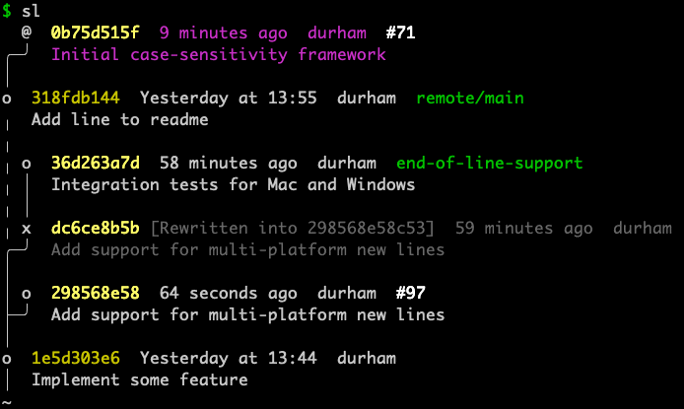 $ sl
@ 0b75d515f 9 minutes ago durham #71
Initial case-sensitivity framework
o 318fdb144 Yesterday at 13:55 durham remote/main
Add line to readme
o 36d263a7d 58 minutes ago durham end-of-line-support
Integration tests for Mac and Windows
x dc6ce8b5b [Rewritten into 298568e58c53] 59 minutes ago durham
Add support for multi-platform new lines
o 298568e58 64 seconds ago durham #97
Add support for multi-platform new lines
o 1e5d303e6 Yesterday at 13:44 durham
Implement some feature
~